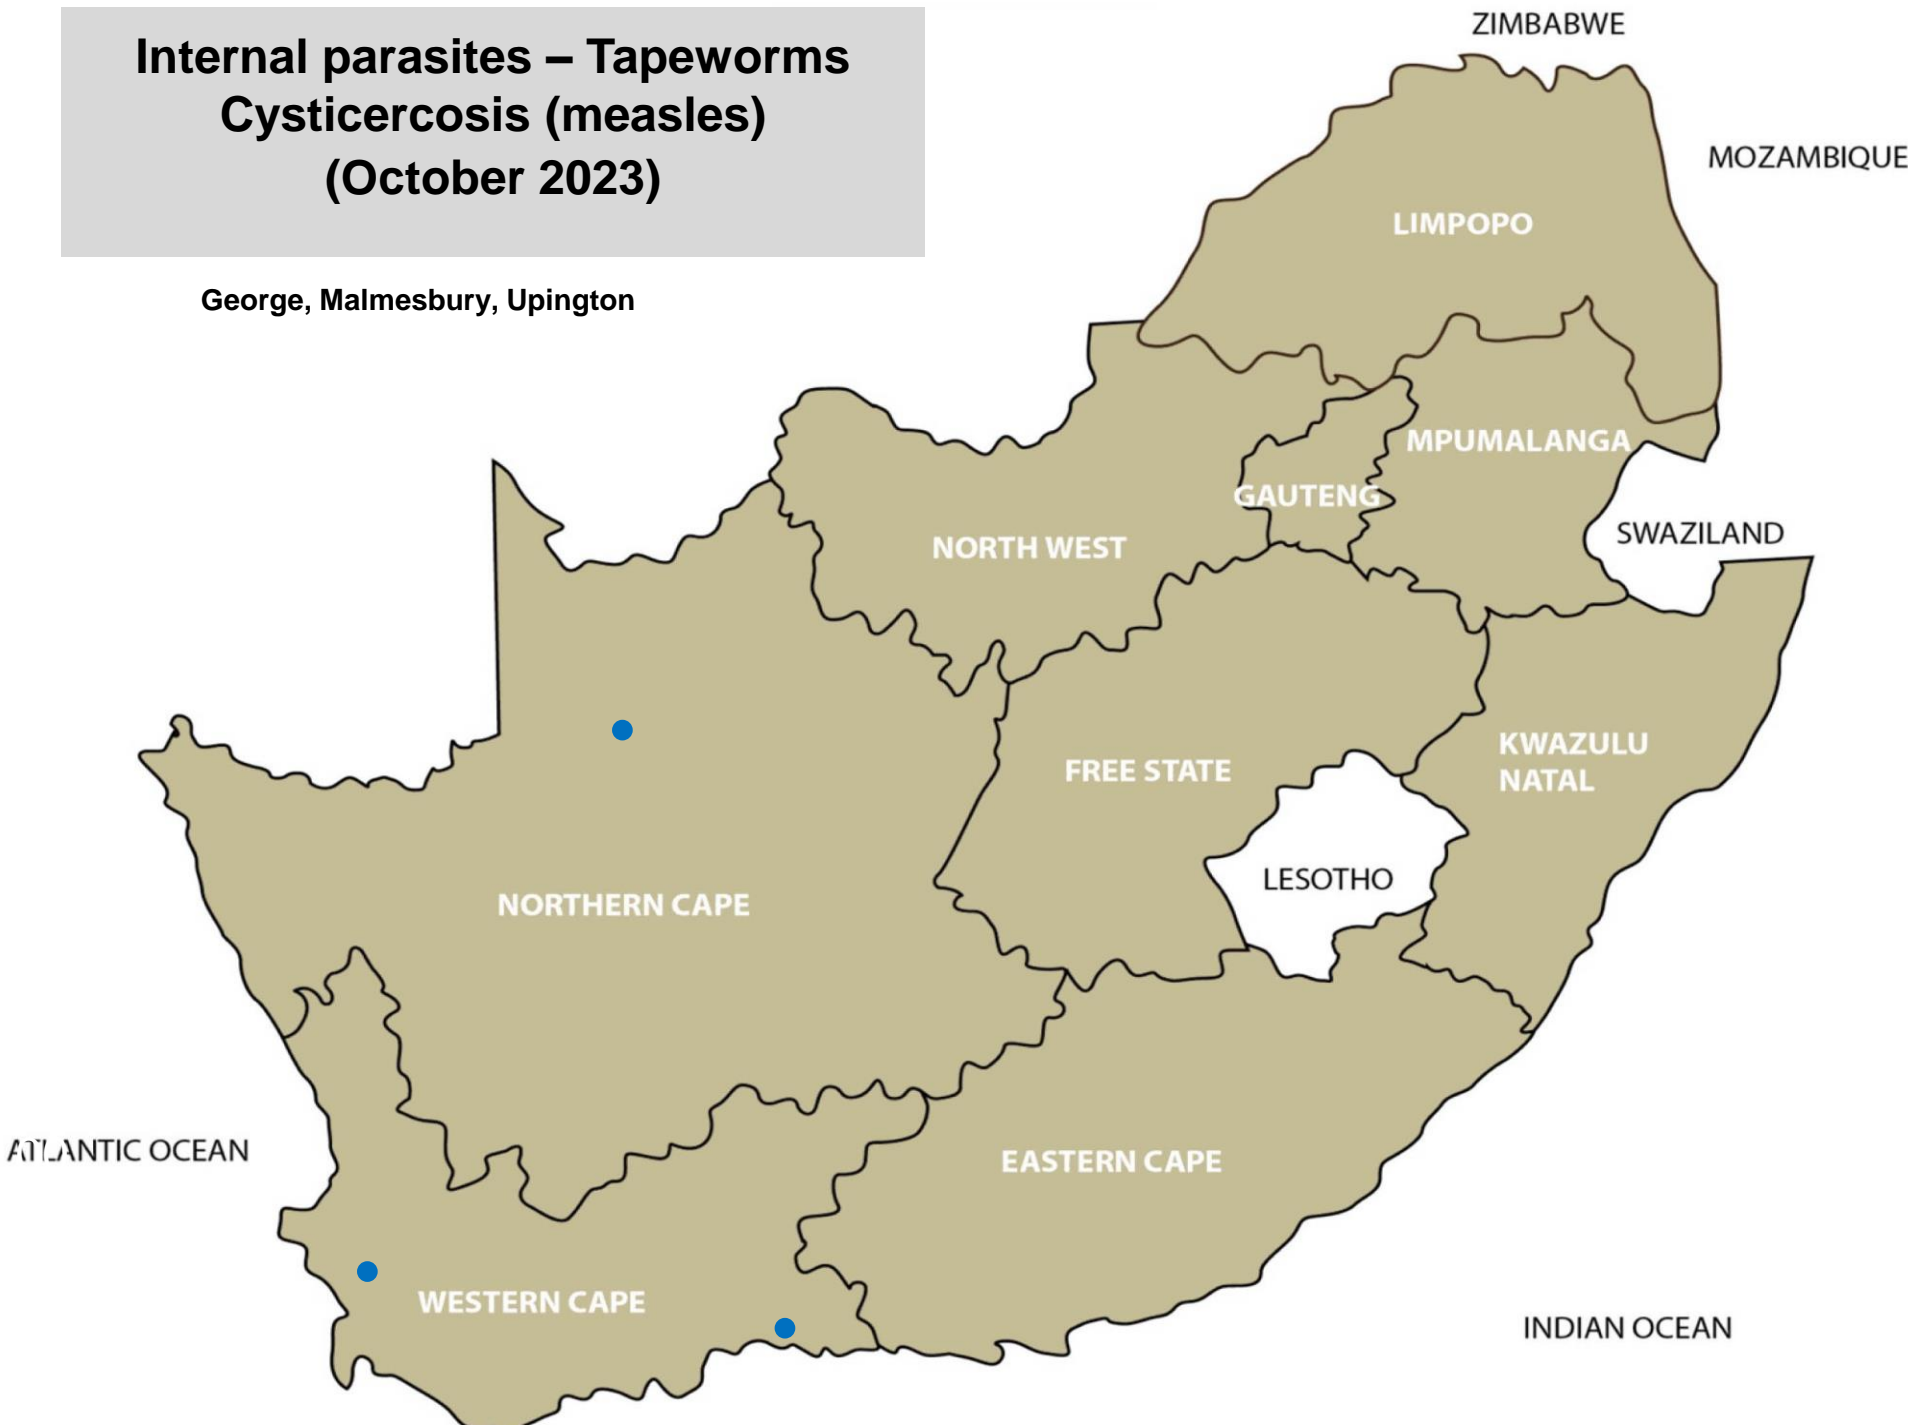 Internal parasites – Tapeworms
Cysticercosis (measles)
(October 2023)
George, Malmesbury, Upington
ZIMBABWE
MOZAMBIQUE
LIMPOPO
MPUMALANGA
GAUTENG
SWAZILAND
NORTH WEST
KWAZULU
NATAL
FREE STATE
LESOTHO
NORTHERN CAPE
ATLANTIC OCEAN
EASTERN CAPE
WESTERN CAPE
INDIAN OCEAN